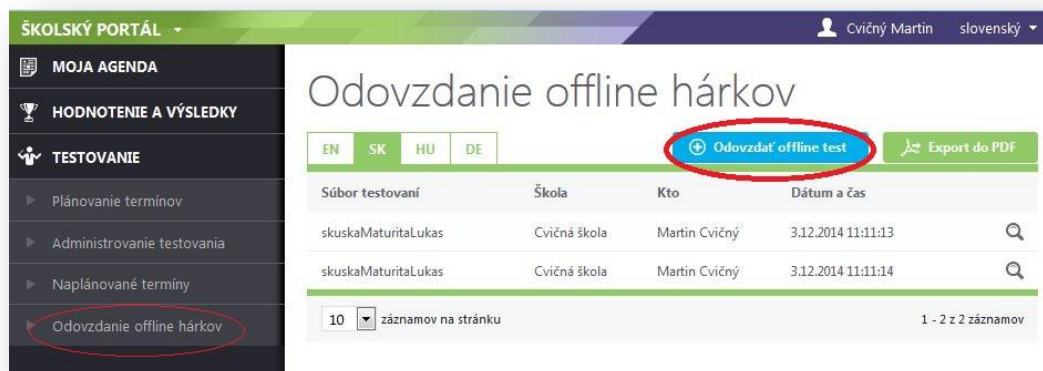 ŠKOLSKÝ PORTÁL
Cvičný Martin
slovenský
MOJA AGENDA
HODNOTENIE A VÝSLEDKY
TESTOVANIE
Plánovanie termínov
Administrovanie testovania
Naplánované termíny
Odovzdanie offline hárkov
Odovzdanie offline hárkov
EN SK HU DE
Odovzdať offline test
Export do PDF
Súbor testovaní Škola Kto Dátum a čas
skuskaMaturitaLukas Cvičná škola Martin Cvičný 3.12.2014 11:11:13
skuskaMaturitaLukas Cvičná škola Martin Cvičný 3.12.2014 11:11:14
10 záznamov na stránku
1 - 2 z 2 záznamov